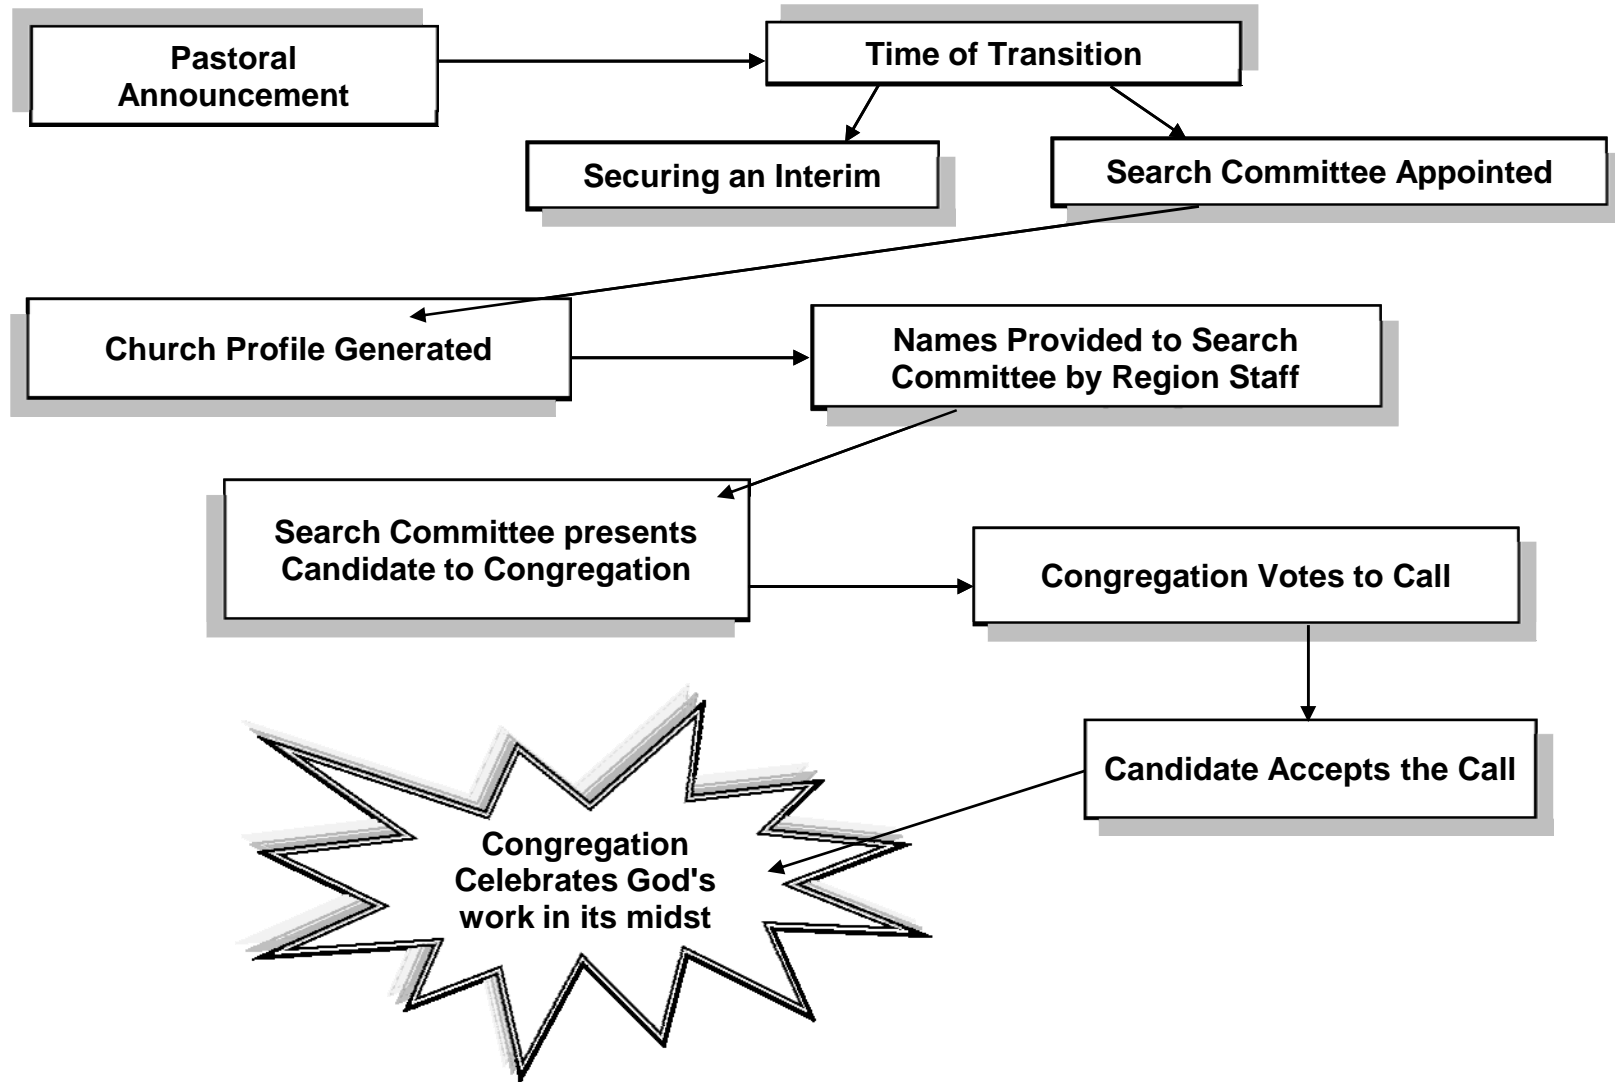 Pastoral
Announcement
Time of Transition
Securing an Interim
Search Committee Appointed
Church Profile Generated
Names Provided to Search
Committee by Region Staff
Search Committee presents
Candidate to Congregation
Congregation Votes to Call
Candidate Accepts the Call
Congregation
Celebrates God's
work in its midst